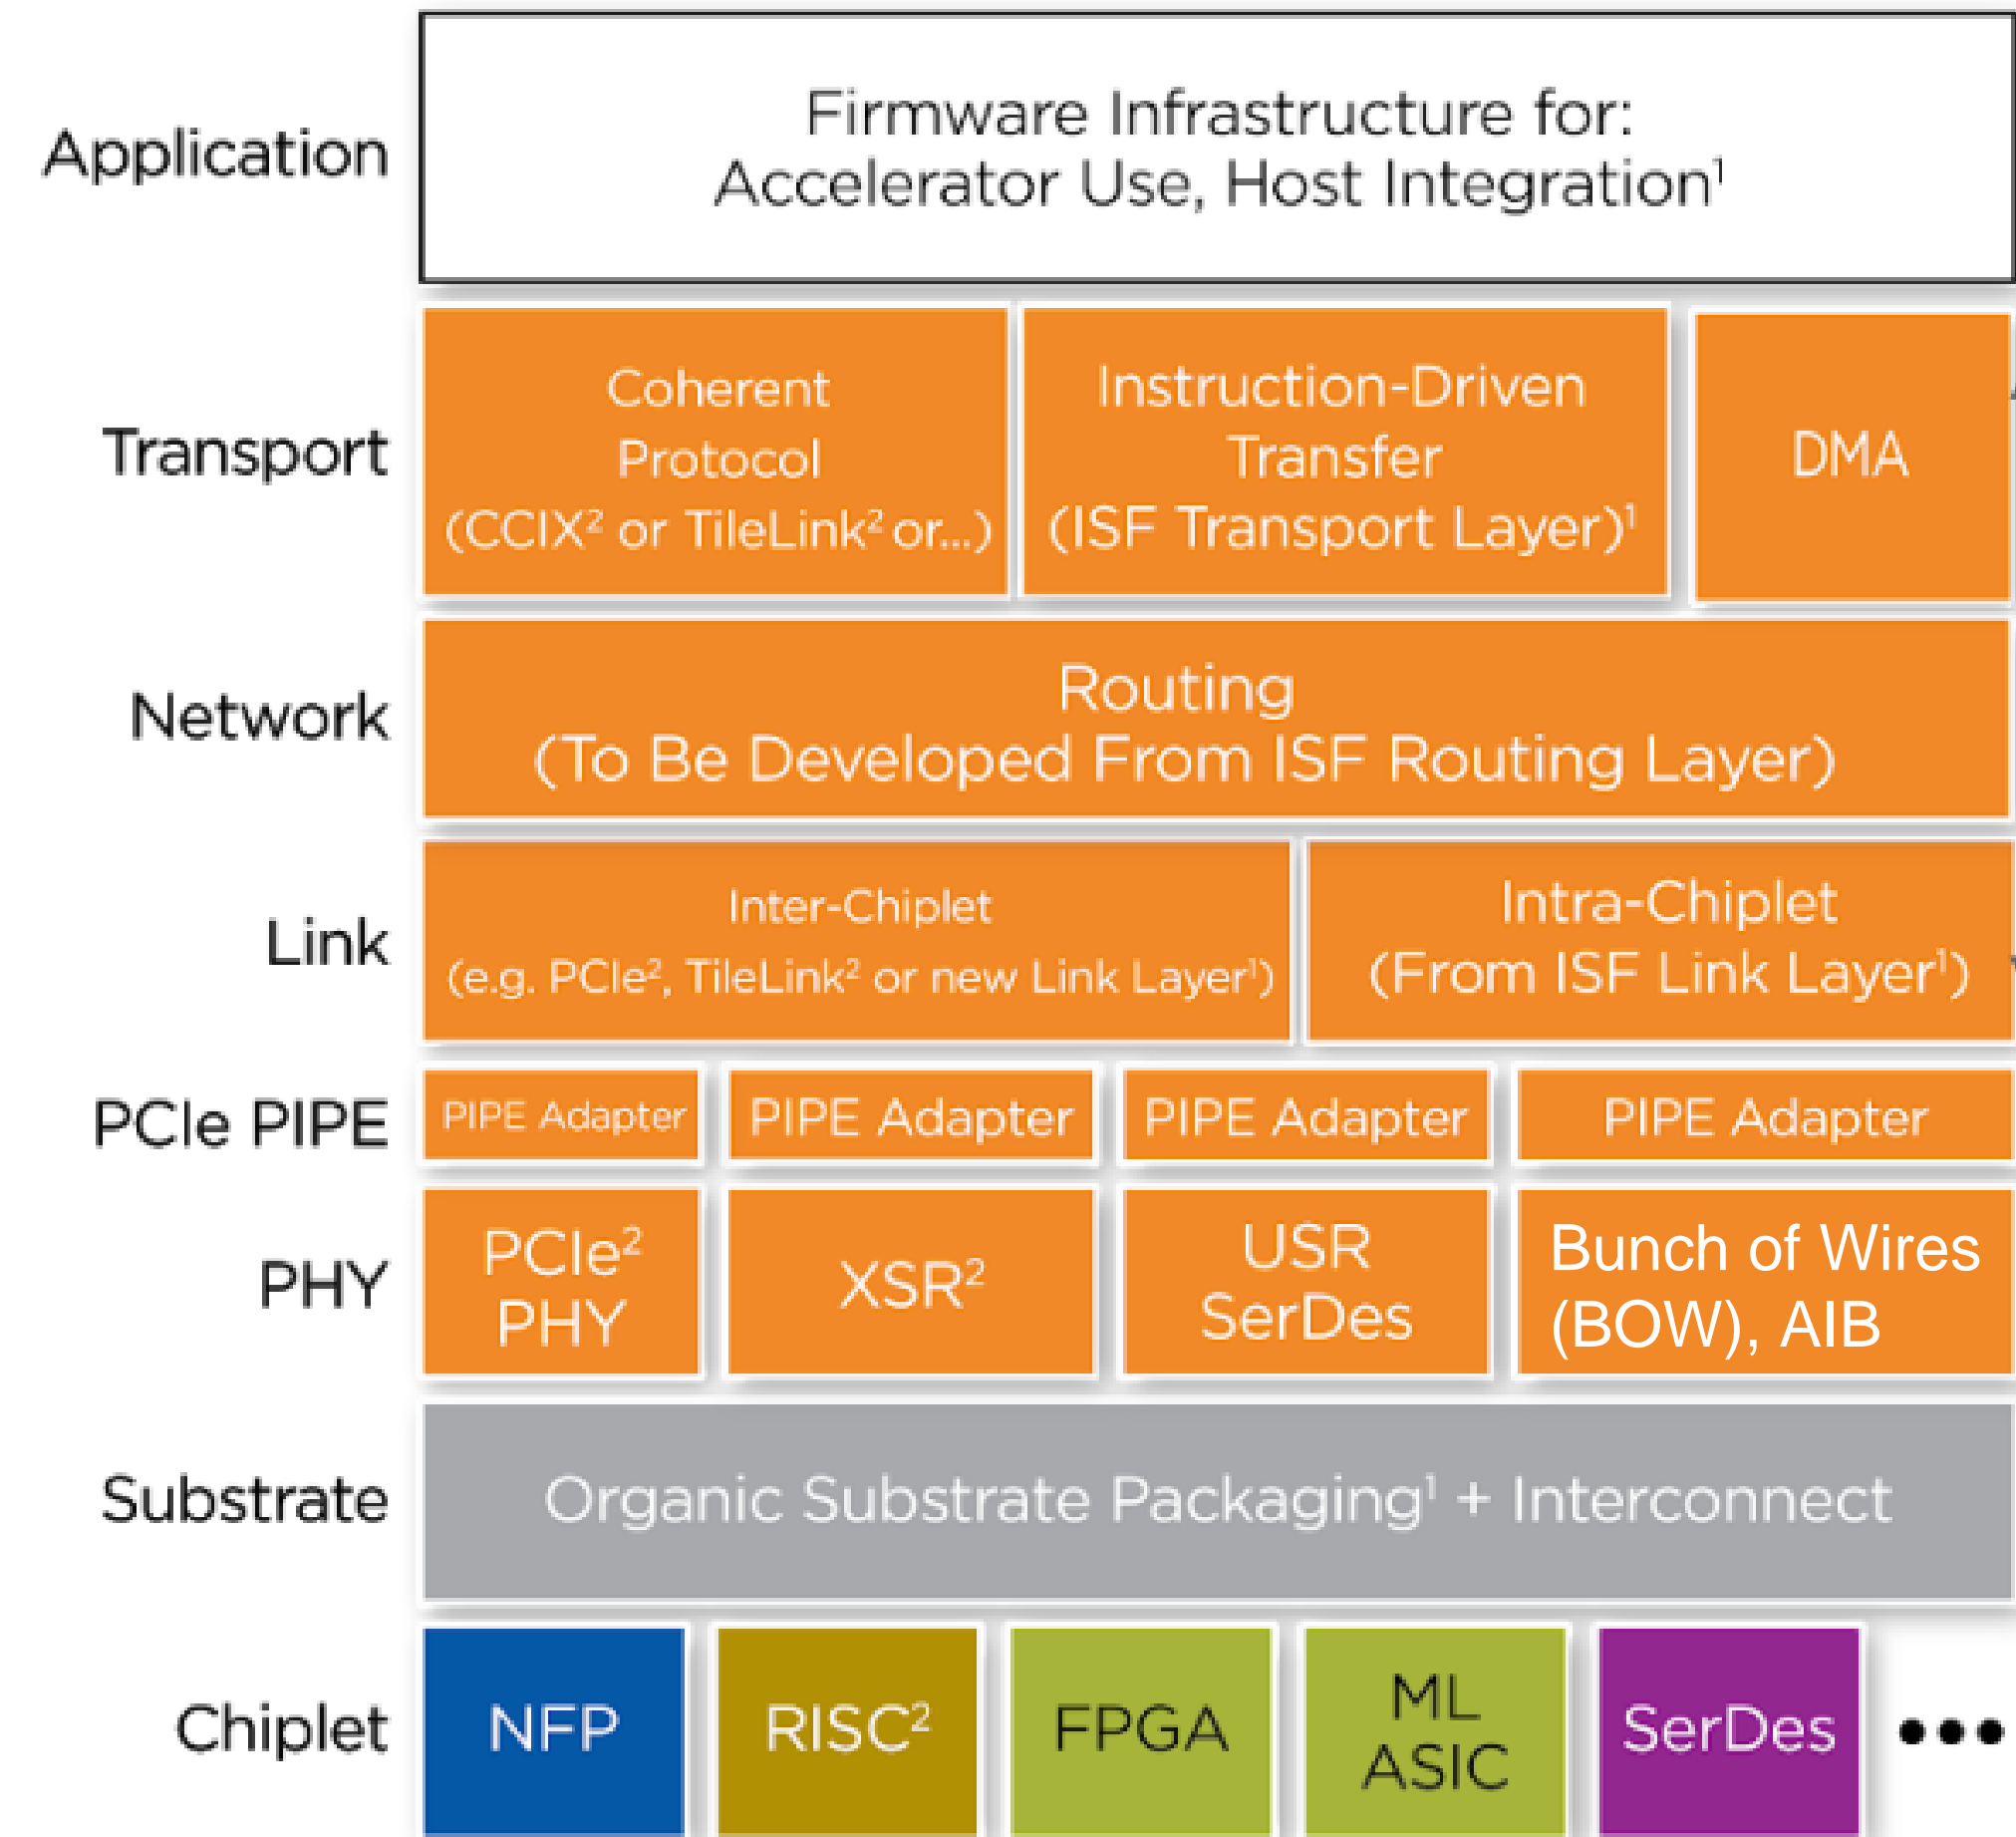 Application
Firmware Infrastructure for:
Accelerator Use, Host Integration¹
Transport
Coherent
Protocol
(CCIX² or TileLink² or...)
Instruction-Driven
Transfer
(ISF Transport Layer)¹
DMA
Network
Routing
(To Be Developed From ISF Routing Layer)
Link
Inter-Chiplet
(e.g. PCIe², TileLink² or new Link Layer¹)
Intra-Chiplet
(From ISF Link Layer¹)
PCIe PIPE
PIPE Adapter
PIPE Adapter
PIPE Adapter
PIPE Adapter
PHY
PCIe²
PHY
XSR²
USR
SerDes
Bunch of Wires
(BOW), AIB
Substrate
Organic Substrate Packaging¹ + Interconnect
Chiplet
NFP
RISC²
FPGA
ML
ASIC
SerDes
•••